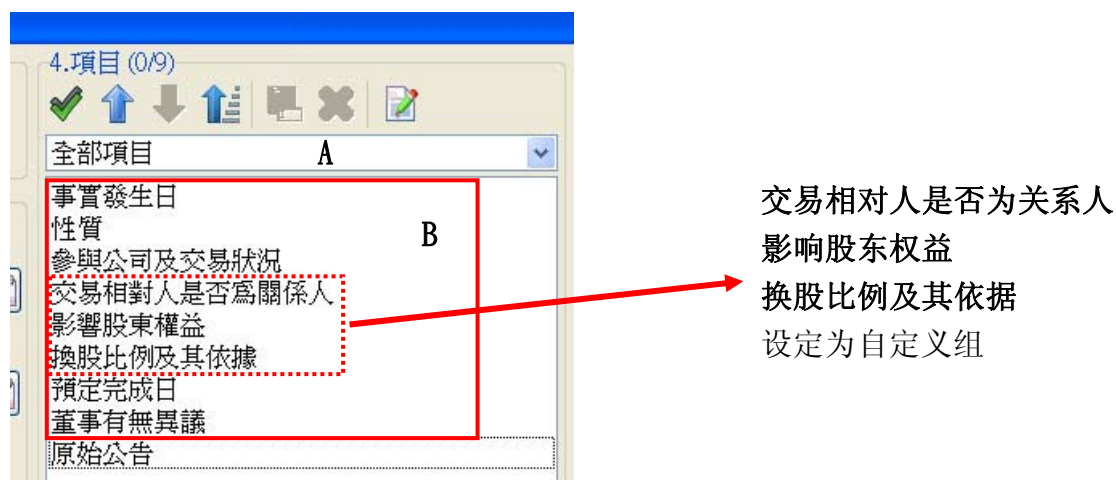 4.項目 (0/9)
全部項目
A
事實發生日
性質
B
參與公司及交易狀況
交易相對人是否為關係人
影響股東權益
換股比例及其依據
預定完成日
董事有無異議
原始公告
交易相对人是否为关系人
影响股东权益
换股比例及其依据
设定为自定义组